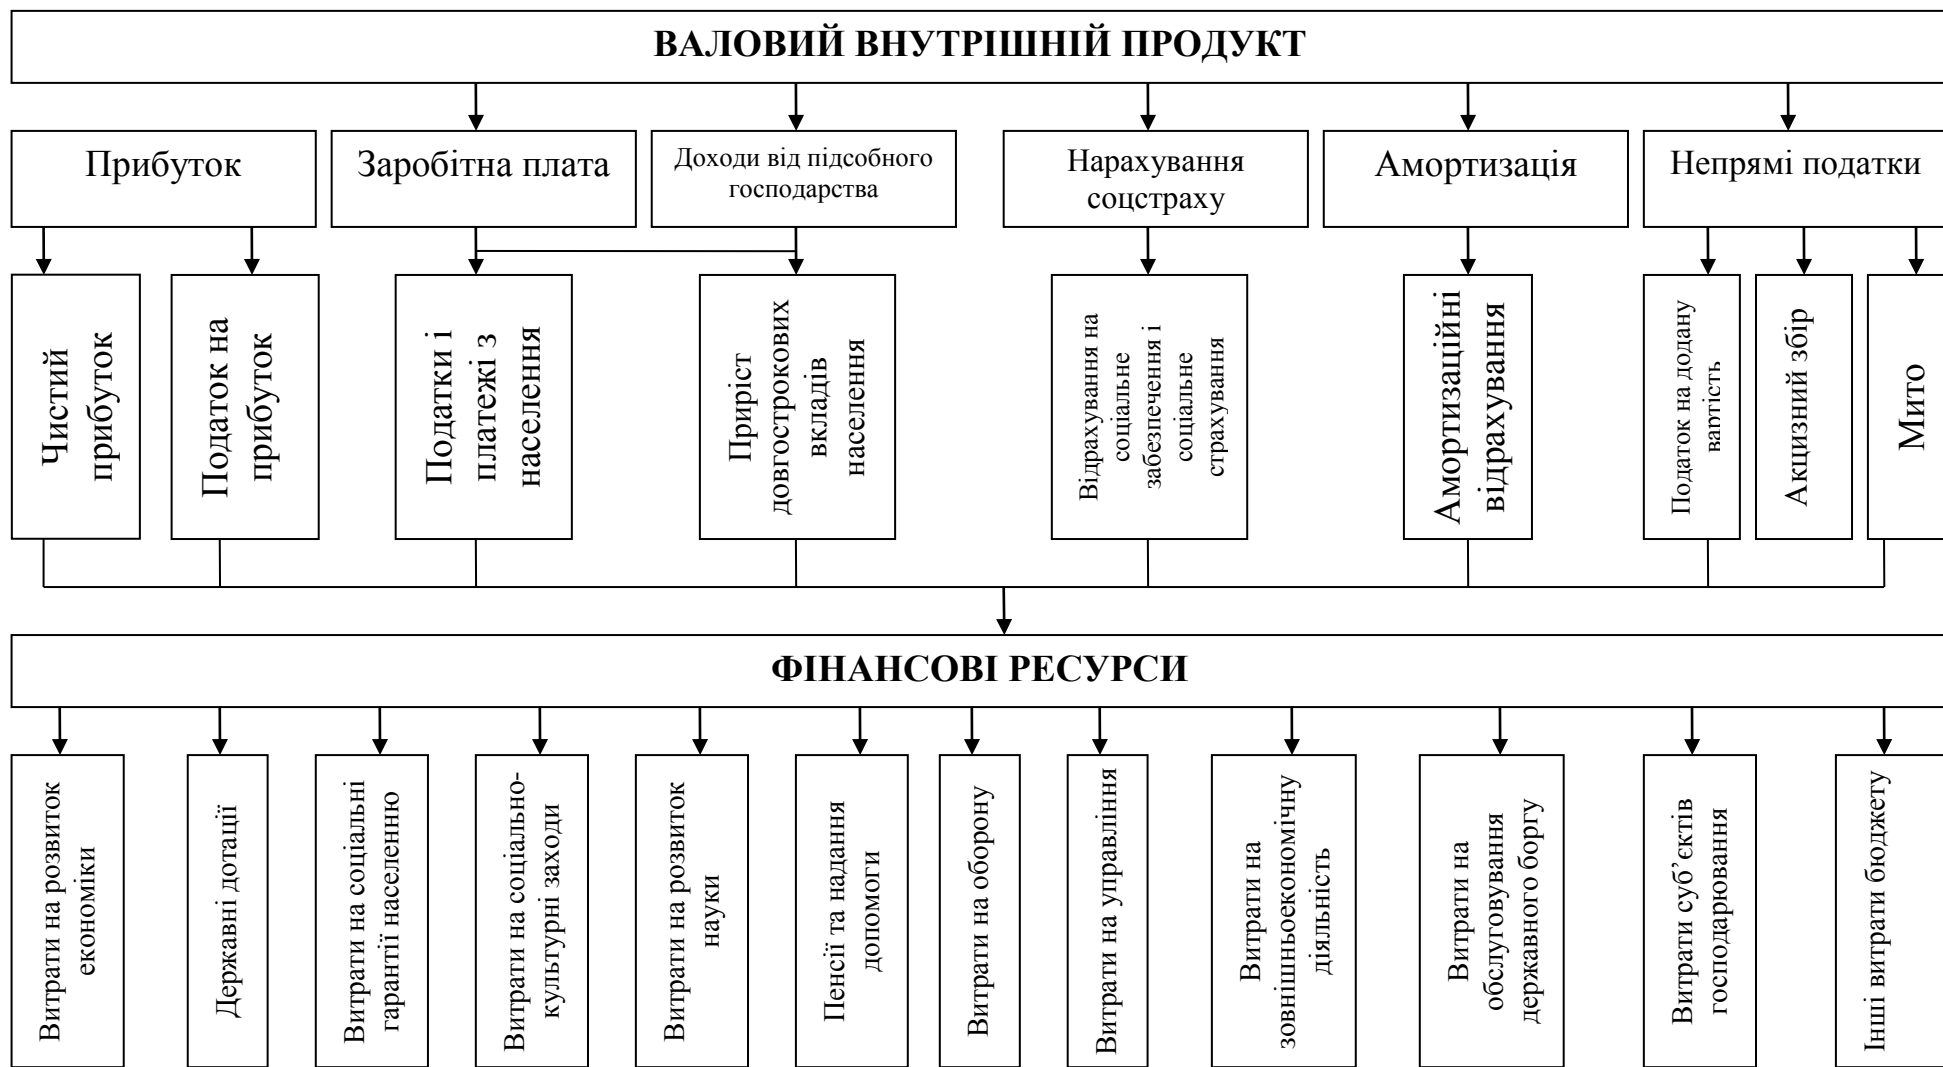 ВАЛОВИЙ ВНУТРІШНІЙ ПРОДУКТ
Прибуток
Заробітна плата
Доходи від підсобного
господарства
Нарахування
соцстраху
Амортизація
Непрямі податки
Чистий
прибуток
Податок на
прибуток
Податки і
платежі з
населення
Приріст
довгострокових
вкладів
населення
Відрахування на
соціальне
забезпечення і
соціальне
страхування
Амортизаційні
відрахування
Податок на додану
вартість
Акцизний збір
Мито
ФІНАНСОВІ РЕСУРСИ
Витрати на розвиток
економіки
Державні дотації
Витрати на соціальні
гарантії населенню
Витрати на соціально-
культурні заходи
Витрати на розвиток
науки
Пенсії та надання
допомоги
Витрати на оборону
Витрати на управління
Витрати на
зовнішньоекономічну
діяльність
Витрати на
обслуговування
державного боргу
Витрати суб’єктів
господарювання
Інші витрати бюджету